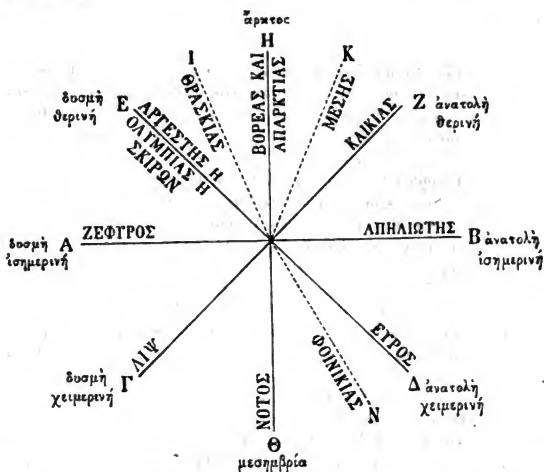 ἄρκτος
Η
Ι
Κ
ΘΡΑΣΚΙΑΣ
ΒΟΡΕΑΣ ΚΑΙ
ΑΠΑΡΚΤΙΑΣ
ΜΕΣΗΣ
δυσμὴ
θερινή
Ε
ΑΡΓΕΣΤΗΣ Η
ΟΛΥΜΠΙΑΣ Η
ΣΚΙΡΩΝ
ΚΑΙΚΙΑΣ
Ζ ἀνατολὴ
θερινή
δυσμὴ
ἰσημερινή
Α
ΖΕΦΥΡΟΣ
ΑΠΗΛΙΩΤΗΣ
Β ἀνατολὴ
ἰσημερινή
δυσμὴ
χειμερινή
Γ
ΛΙΨ
ΝΟΤΟΣ
ΦΟΙΝΙΚΙΑΣ
Ν
ΕΥΡΟΣ
Δ ἀνατολὴ
χειμερινή
Θ
μεσημβρία